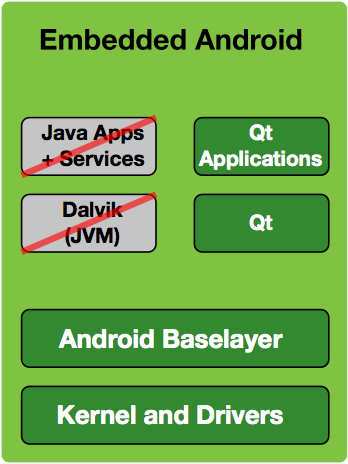 Embedded Android
Java Apps
+ Services
Qt
Applications
Dalvik
(JVM)
Qt
Android Baselayer
Kernel and Drivers